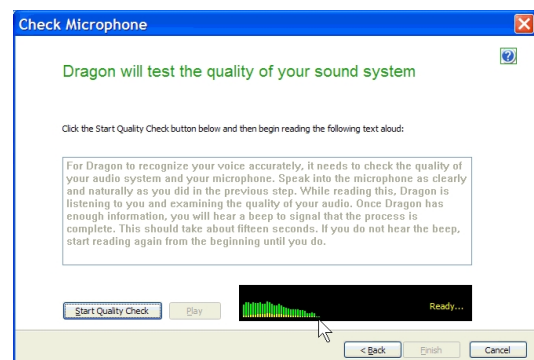 Check Microphone
Dragon will test the quality of your sound system
Click the Start Quality Check button below and then begin reading the following text aloud:
For Dragon to recognize your voice accurately, it needs to check the quality of
your audio system and your microphone. Speak into the microphone as clearly
and naturally as you did in the previous step. While reading this, Dragon is
listening to you and examining the quality of your audio. Once Dragon has
enough information, you will hear a beep to signal that the process is
complete. This should take about fifteen seconds. If you do not hear the beep,
start reading again from the beginning until you do.
Start Quality Check Play Ready...
< Back Finish Cancel